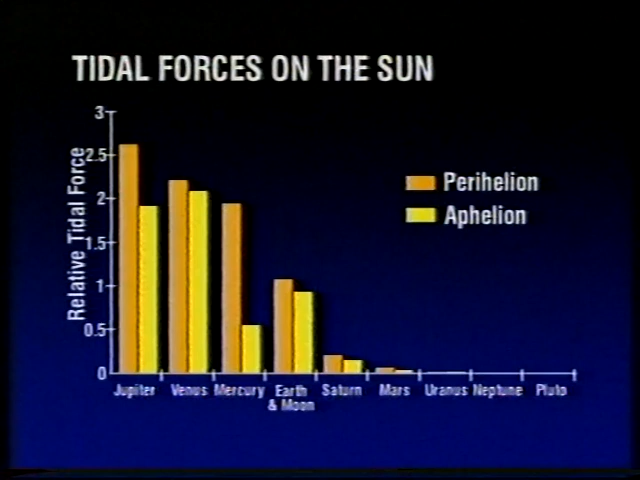 TIDAL FORCES ON THE SUN
3
2.5
2
1.5
1
0.5
0
Relative Tidal Force
Perihelion
Aphelion
Jupiter Venus Mercury Earth & Moon Saturn Mars Uranus Neptune Pluto